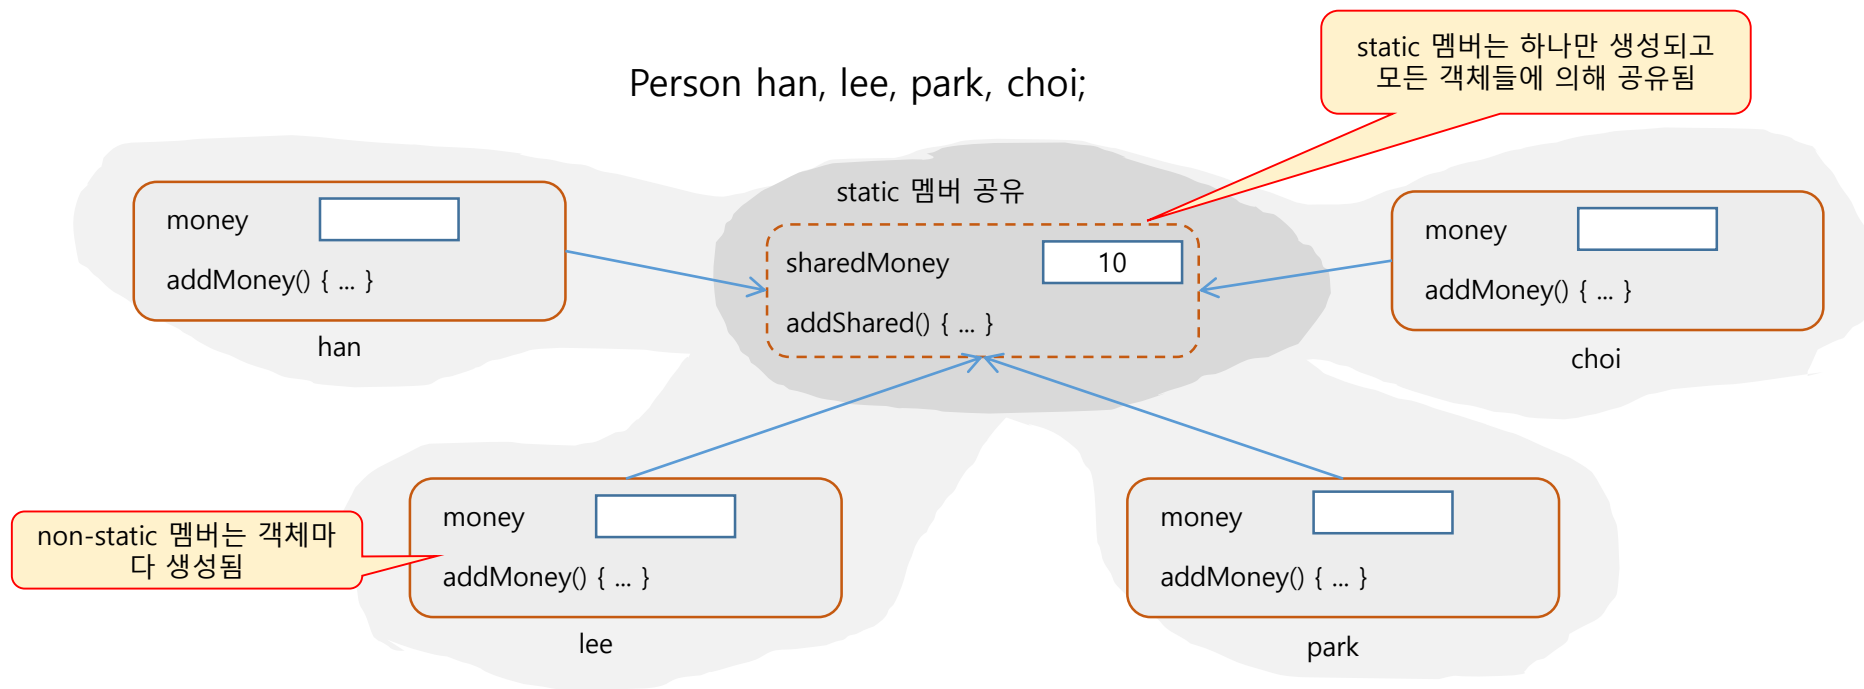 Person han, lee, park, choi;
static 멤버는 하나만 생성되고
모든 객체들에 의해 공유됨
static 멤버 공유
money
addMoney() { ... }
han
sharedMoney
10
addShared() { ... }
money
addMoney() { ... }
choi
non-static 멤버는 객체마
다 생성됨
money
addMoney() { ... }
lee
money
addMoney() { ... }
park